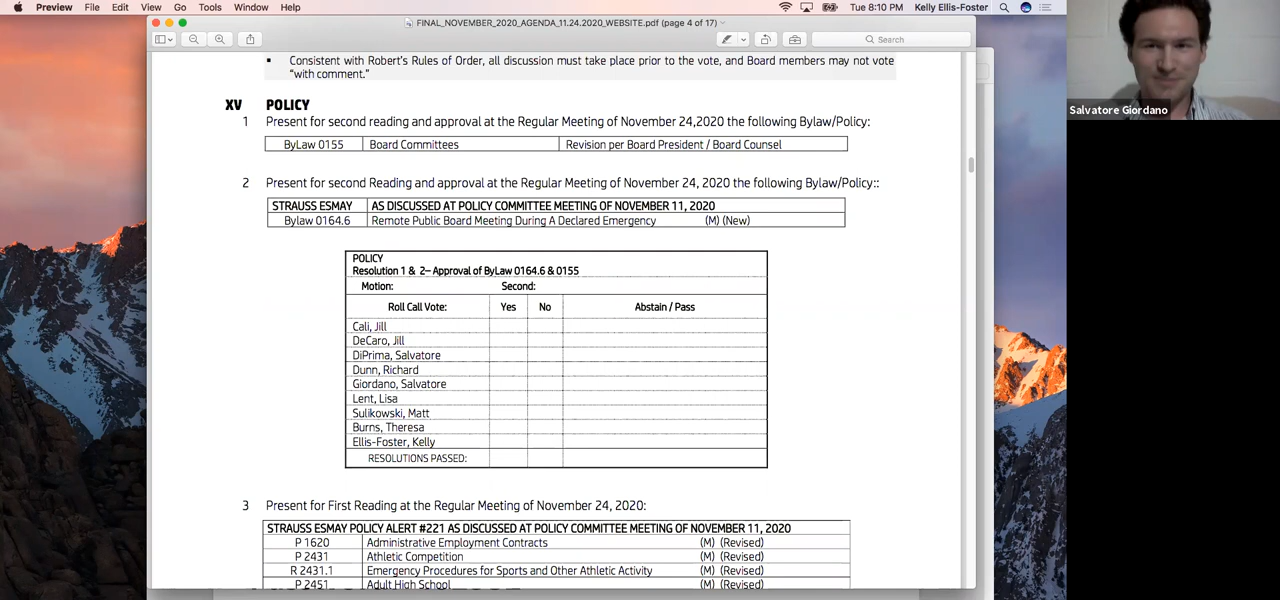 Preview File Edit View Go Tools Window Help Tue 8:10 PM Kelly Ellis-Foster
FINAL_NOVEMBER_2020_AGENDA_11.24.2020_WEBSITE.pdf (page 4 of 17)
Search
Salvatore Giordano
▪ Consistent with Robert's Rules of Order, all discussion must take place prior to the vote, and Board members may not vote
"with comment."
XV POLICY
1 Present for second reading and approval at the Regular Meeting of November 24,2020 the following Bylaw/Policy:
ByLaw 0155 Board Committees Revision per Board President / Board Counsel
2 Present for second Reading and approval at the Regular Meeting of November 24, 2020 the following Bylaw/Policy::
STRAUSS ESMAY AS DISCUSSED AT POLICY COMMITTEE MEETING OF NOVEMBER 11, 2020
Bylaw 0164.6 Remote Public Board Meeting During A Declared Emergency (M) (New)
POLICY
Resolution 1 & 2– Approval of ByLaw 0164.6 & 0155
Motion: Second:
Roll Call Vote: Yes No Abstain / Pass
Cali, Jill
DeCaro, Jill
DiPrima, Salvatore
Dunn, Richard
Giordano, Salvatore
Lent, Lisa
Sulikowski, Matt
Burns, Theresa
Ellis-Foster, Kelly
RESOLUTIONS PASSED:
3 Present for First Reading at the Regular Meeting of November 24, 2020:
STRAUSS ESMAY POLICY ALERT #221 AS DISCUSSED AT POLICY COMMITTEE MEETING OF NOVEMBER 11, 2020
P 1620 Administrative Employment Contracts (M) (Revised)
P 2431 Athletic Competition (M) (Revised)
R 2431.1 Emergency Procedures for Sports and Other Athletic Activity (M) (Revised)
P 2451 Adult High School (M) (Revised)